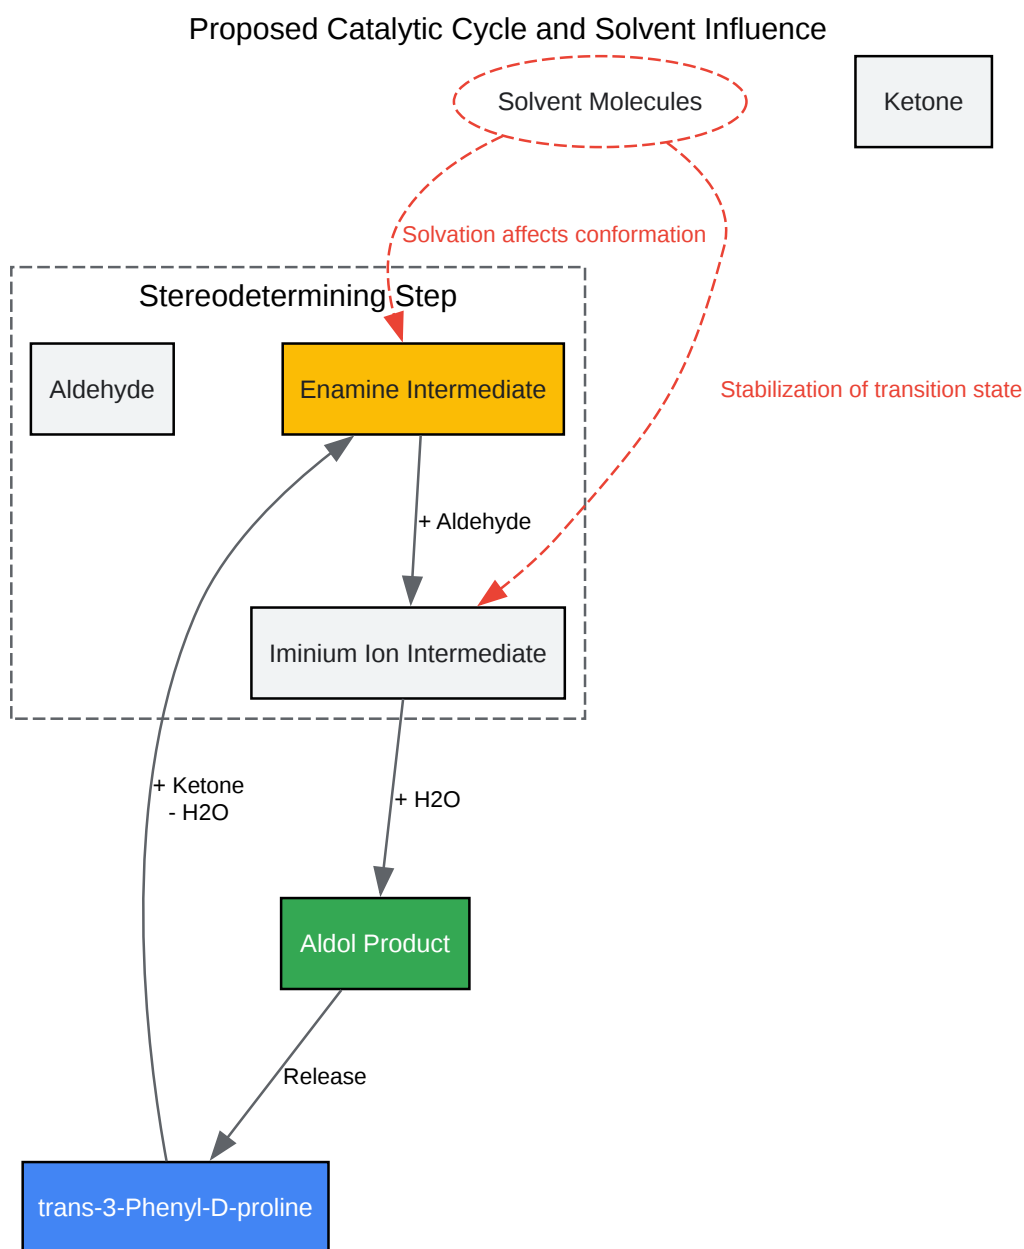 Proposed Catalytic Cycle and Solvent Influence
Solvent Molecules
Ketone
Solvation affects conformation
Stereodetermining Step
Aldehyde
Enamine Intermediate
Stabilization of transition state
+ Aldehyde
Iminium Ion Intermediate
+ Ketone
- H2O
+ H2O
Aldol Product
Release
trans-3-Phenyl-D-proline